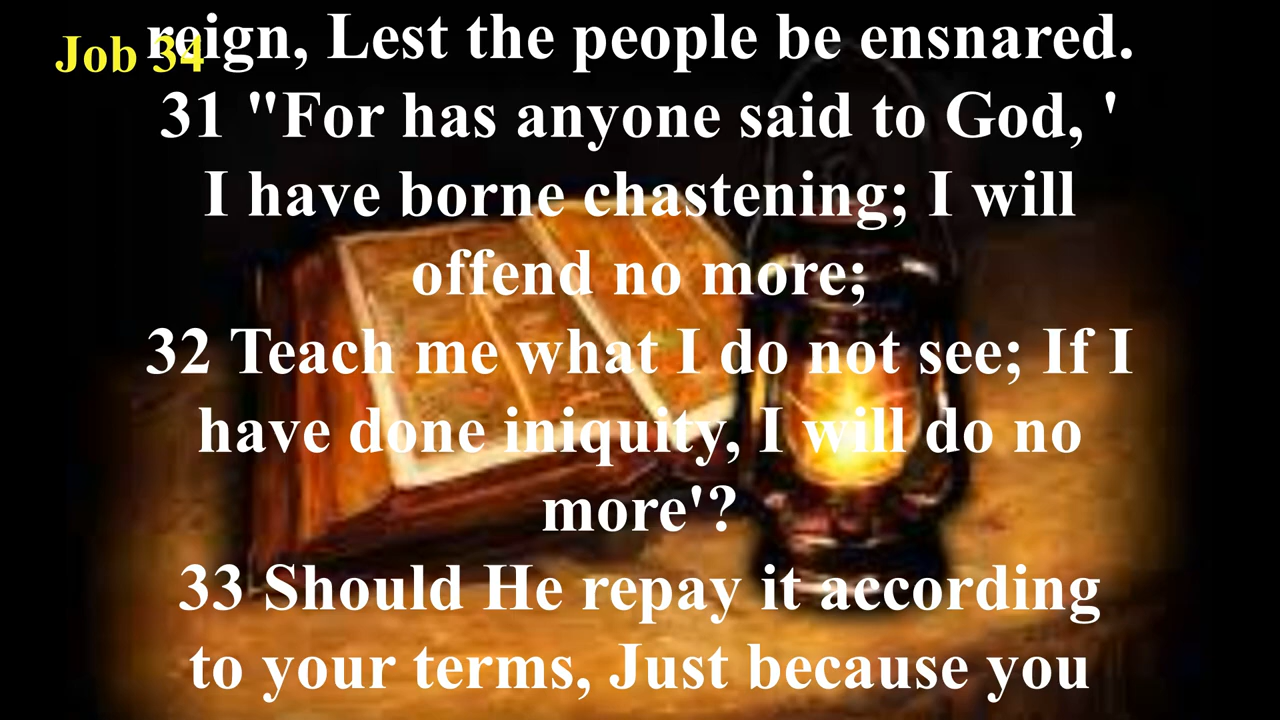 Job 34
reign, Lest the people be ensnared.
31 "For has anyone said to God, '
I have borne chastening; I will
offend no more;
32 Teach me what I do not see; If I
have done iniquity, I will do no
more'?
33 Should He repay it according
to your terms, Just because you